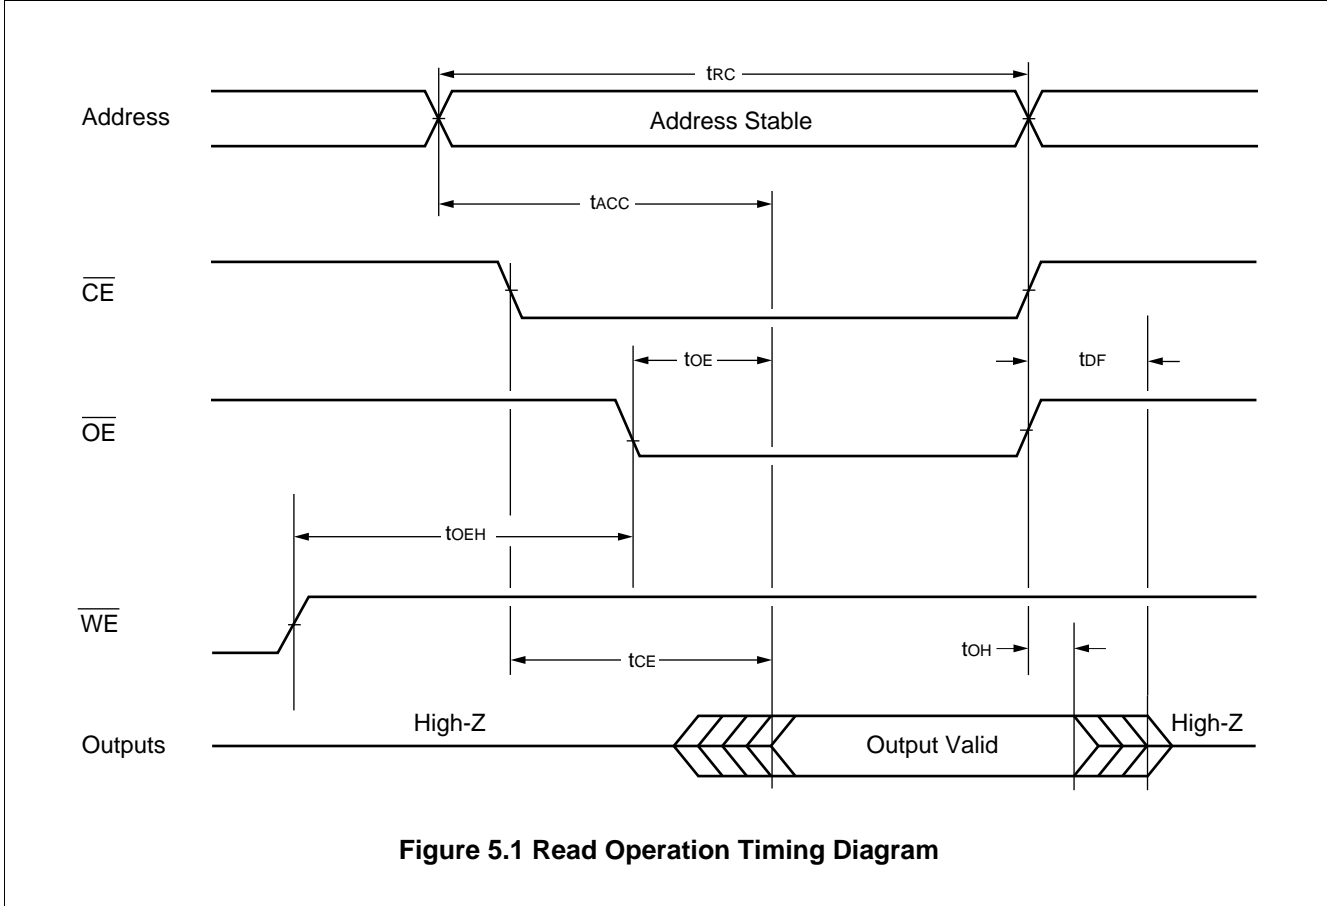 tRC
Address
Address Stable
tACC
CE
tOE
tDF
OE
tOEH
WE
tCE
tOH
High-Z
High-Z
Outputs
Output Valid
Figure 5.1 Read Operation Timing Diagram